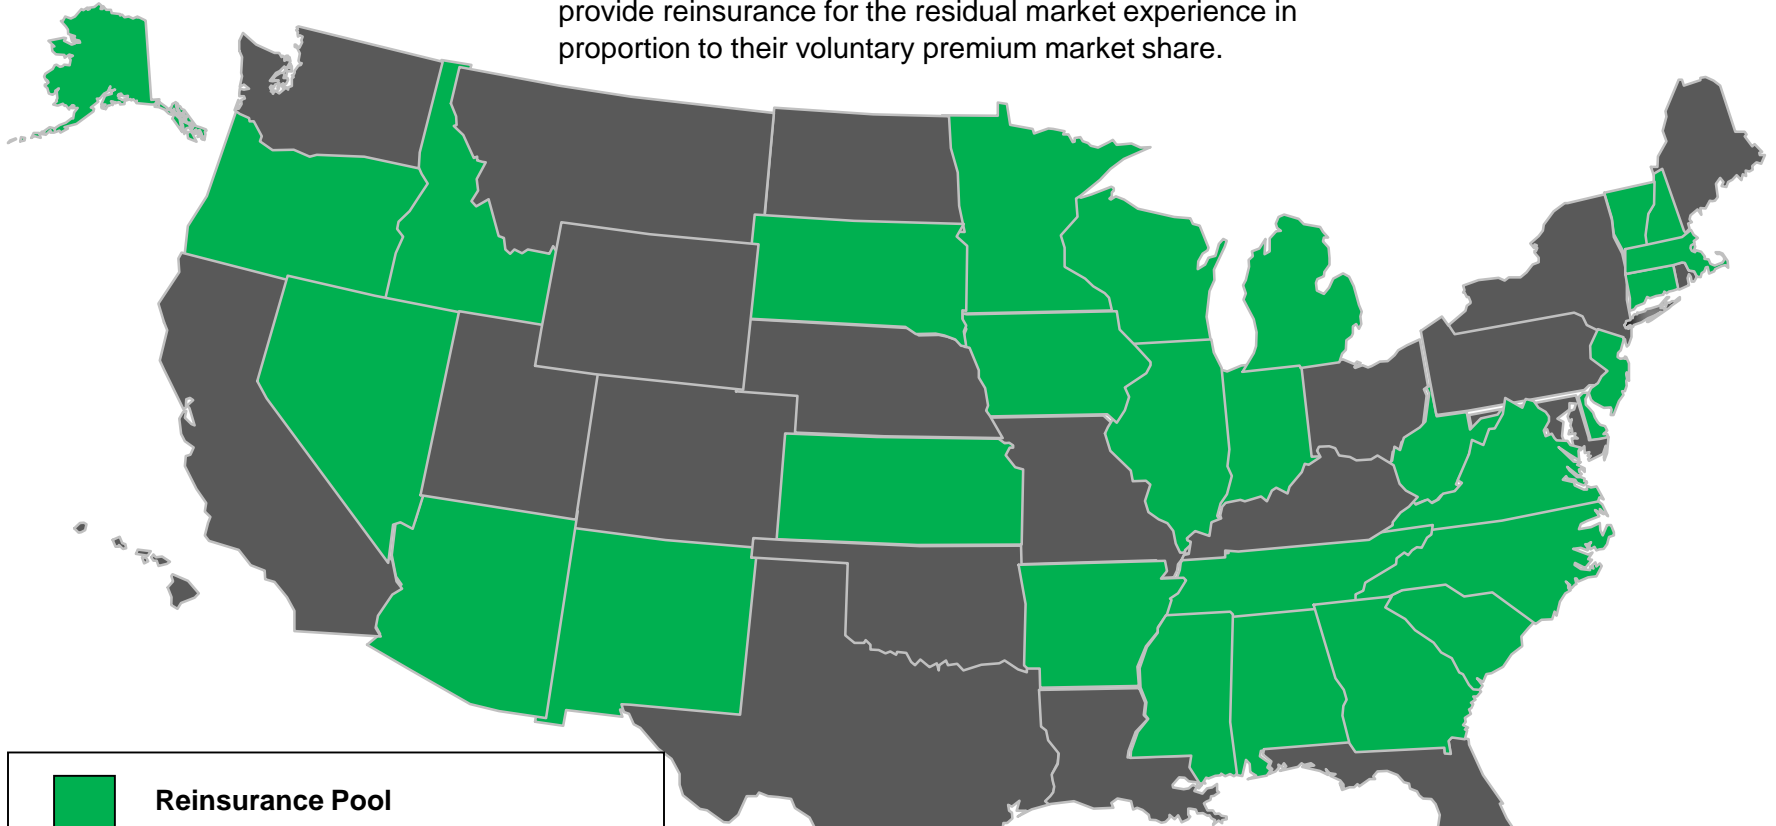 provide reinsurance for the residual market experience in
proportion to their voluntary premium market share.
Reinsurance Pool